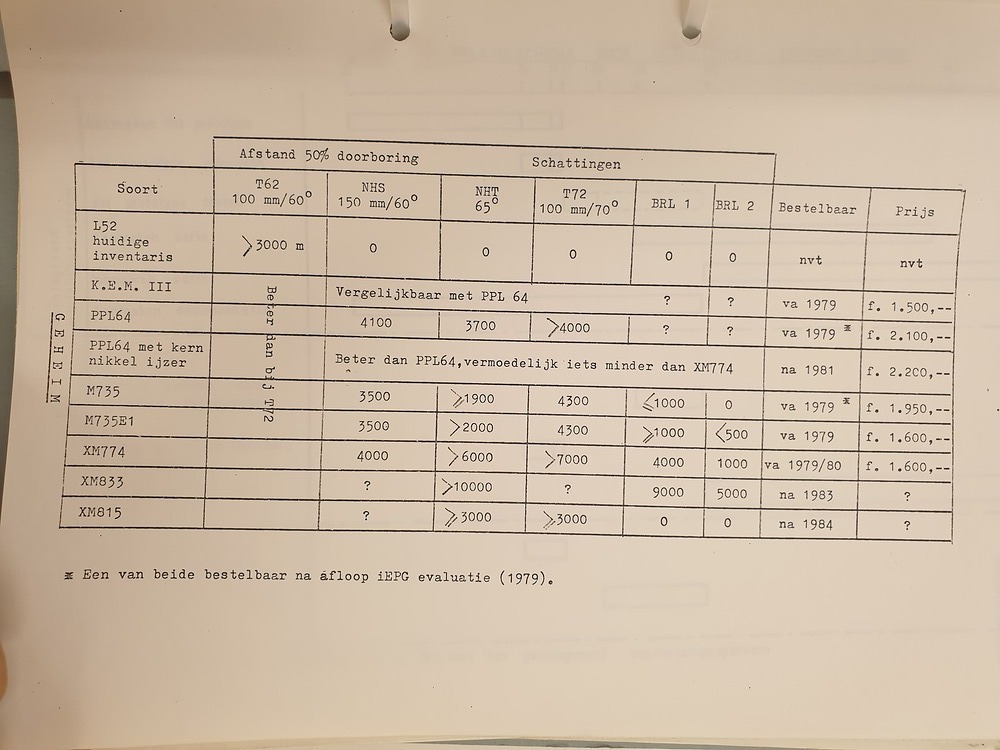 Afstand 50% doorboring Schattingen
Soort T62 100 mm/60° NHS 150 mm/60° NHT 65° T72 100 mm/70° BRL 1 BRL 2 Bestelbaar Prijs
L52 huidige inventaris >3000 m 0 0 0 0 0 nvt nvt
K.E.M. III Vergelijkbaar met PPL 64 ? ? va 1979 f. 1.500,--
PPL64 4100 3700 >4000 ? ? va 1979 * f. 2.100,--
PPL64 met kern nikkel ijzer Beter dan PPL64,vermoedelijk iets minder dan XM774 na 1981 f. 2.200,--
M735 3500 ⩾1900 4300 ⩽1000 0 va 1979 * f. 1.950,--
M735E1 3500 >2000 4300 ⩾1000 <500 va 1979 f. 1.600,--
XM774 4000 >6000 >7000 4000 1000 va 1979/80 f. 1.600,--
XM833 ? >10000 ? 9000 5000 na 1983 ?
XM815 ? ⩾3000 ⩾3000 0 0 na 1984 ?
Beter dan bij T72
GEHEIM
* Een van beide bestelbaar na afloop iEPG evaluatie (1979).